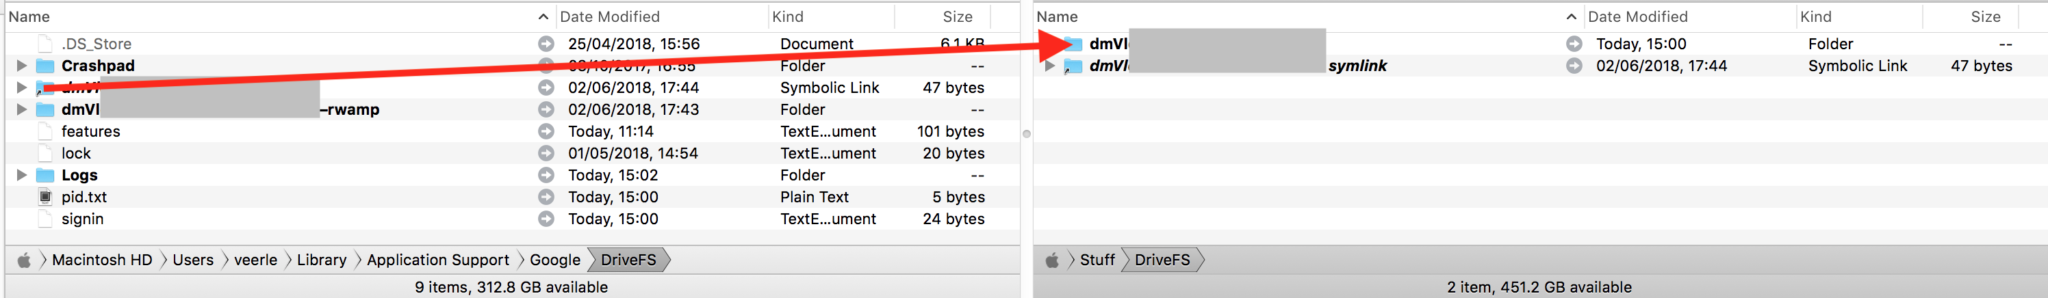 Name Date Modified Kind Size
.DS_Store 25/04/2018, 15:56 Document 6.1 KB
Crashpad 03/10/2017, 16:55 Folder --
dmVl 02/06/2018, 17:44 Symbolic Link 47 bytes
dmVl –rwamp 02/06/2018, 17:43 Folder --
features Today, 11:14 TextE...ument 101 bytes
lock 01/05/2018, 14:54 TextE...ument 20 bytes
Logs Today, 15:02 Folder --
pid.txt Today, 15:00 Plain Text 5 bytes
signin Today, 15:00 TextE...ument 24 bytes
Macintosh HD Users veerle Library Application Support Google DriveFS
9 items, 312.8 GB available
Name Date Modified Kind Size
dmVl Today, 15:00 Folder --
dmVl symlink 02/06/2018, 17:44 Symbolic Link 47 bytes
Stuff DriveFS
2 item, 451.2 GB available